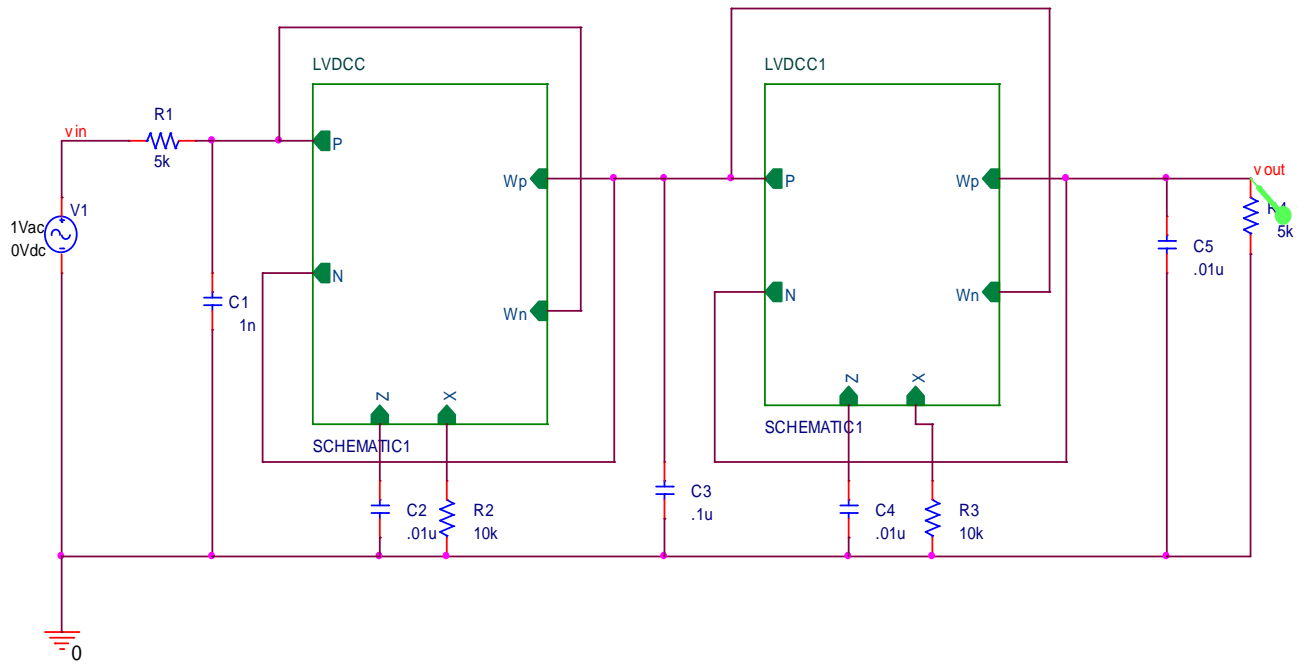 LVDCC
LVDCC1
R1
vin
5k
P
P
Wp
Wp
vout
V1
1Vac
0Vdc
5k
C5
.01u
N
N
C1
1n
Wn
Wn
Z
X
Z
X
SCHEMATIC1
SCHEMATIC1
C2
.01u
R2
10k
C3
.1u
C4
.01u
R3
10k
0